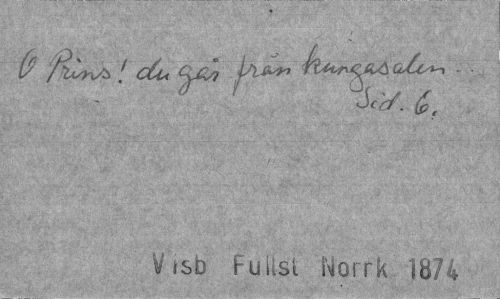 O Prins! du går från kungasalen..
Sid. 6.
Visb Fullst Norrk 1874